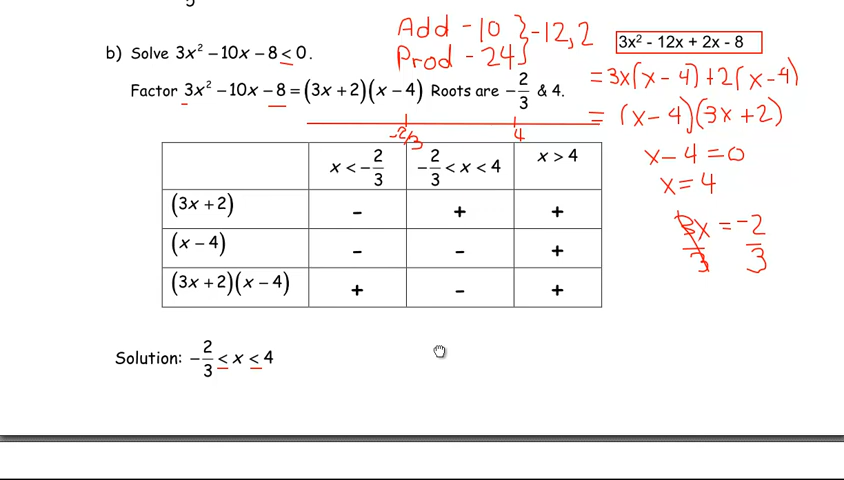 Add -10 } -12, 2
Prod -24
b) Solve 3x² −10x −8 ≤ 0.
Factor 3x² −10x −8 = (3x+2)(x−4) Roots are −2/3 & 4.
-2/3 4
x < −2/3 −2/3 < x < 4 x > 4
(3x+2) - + +
(x−4) - - +
(3x+2)(x−4) + - +
Solution: −2/3 ≤ x ≤ 4
3x² - 12x + 2x - 8
= 3x(x-4)+2(x-4)
= (x-4)(3x+2)
x-4=0
x=4
3x/3 = -2/3